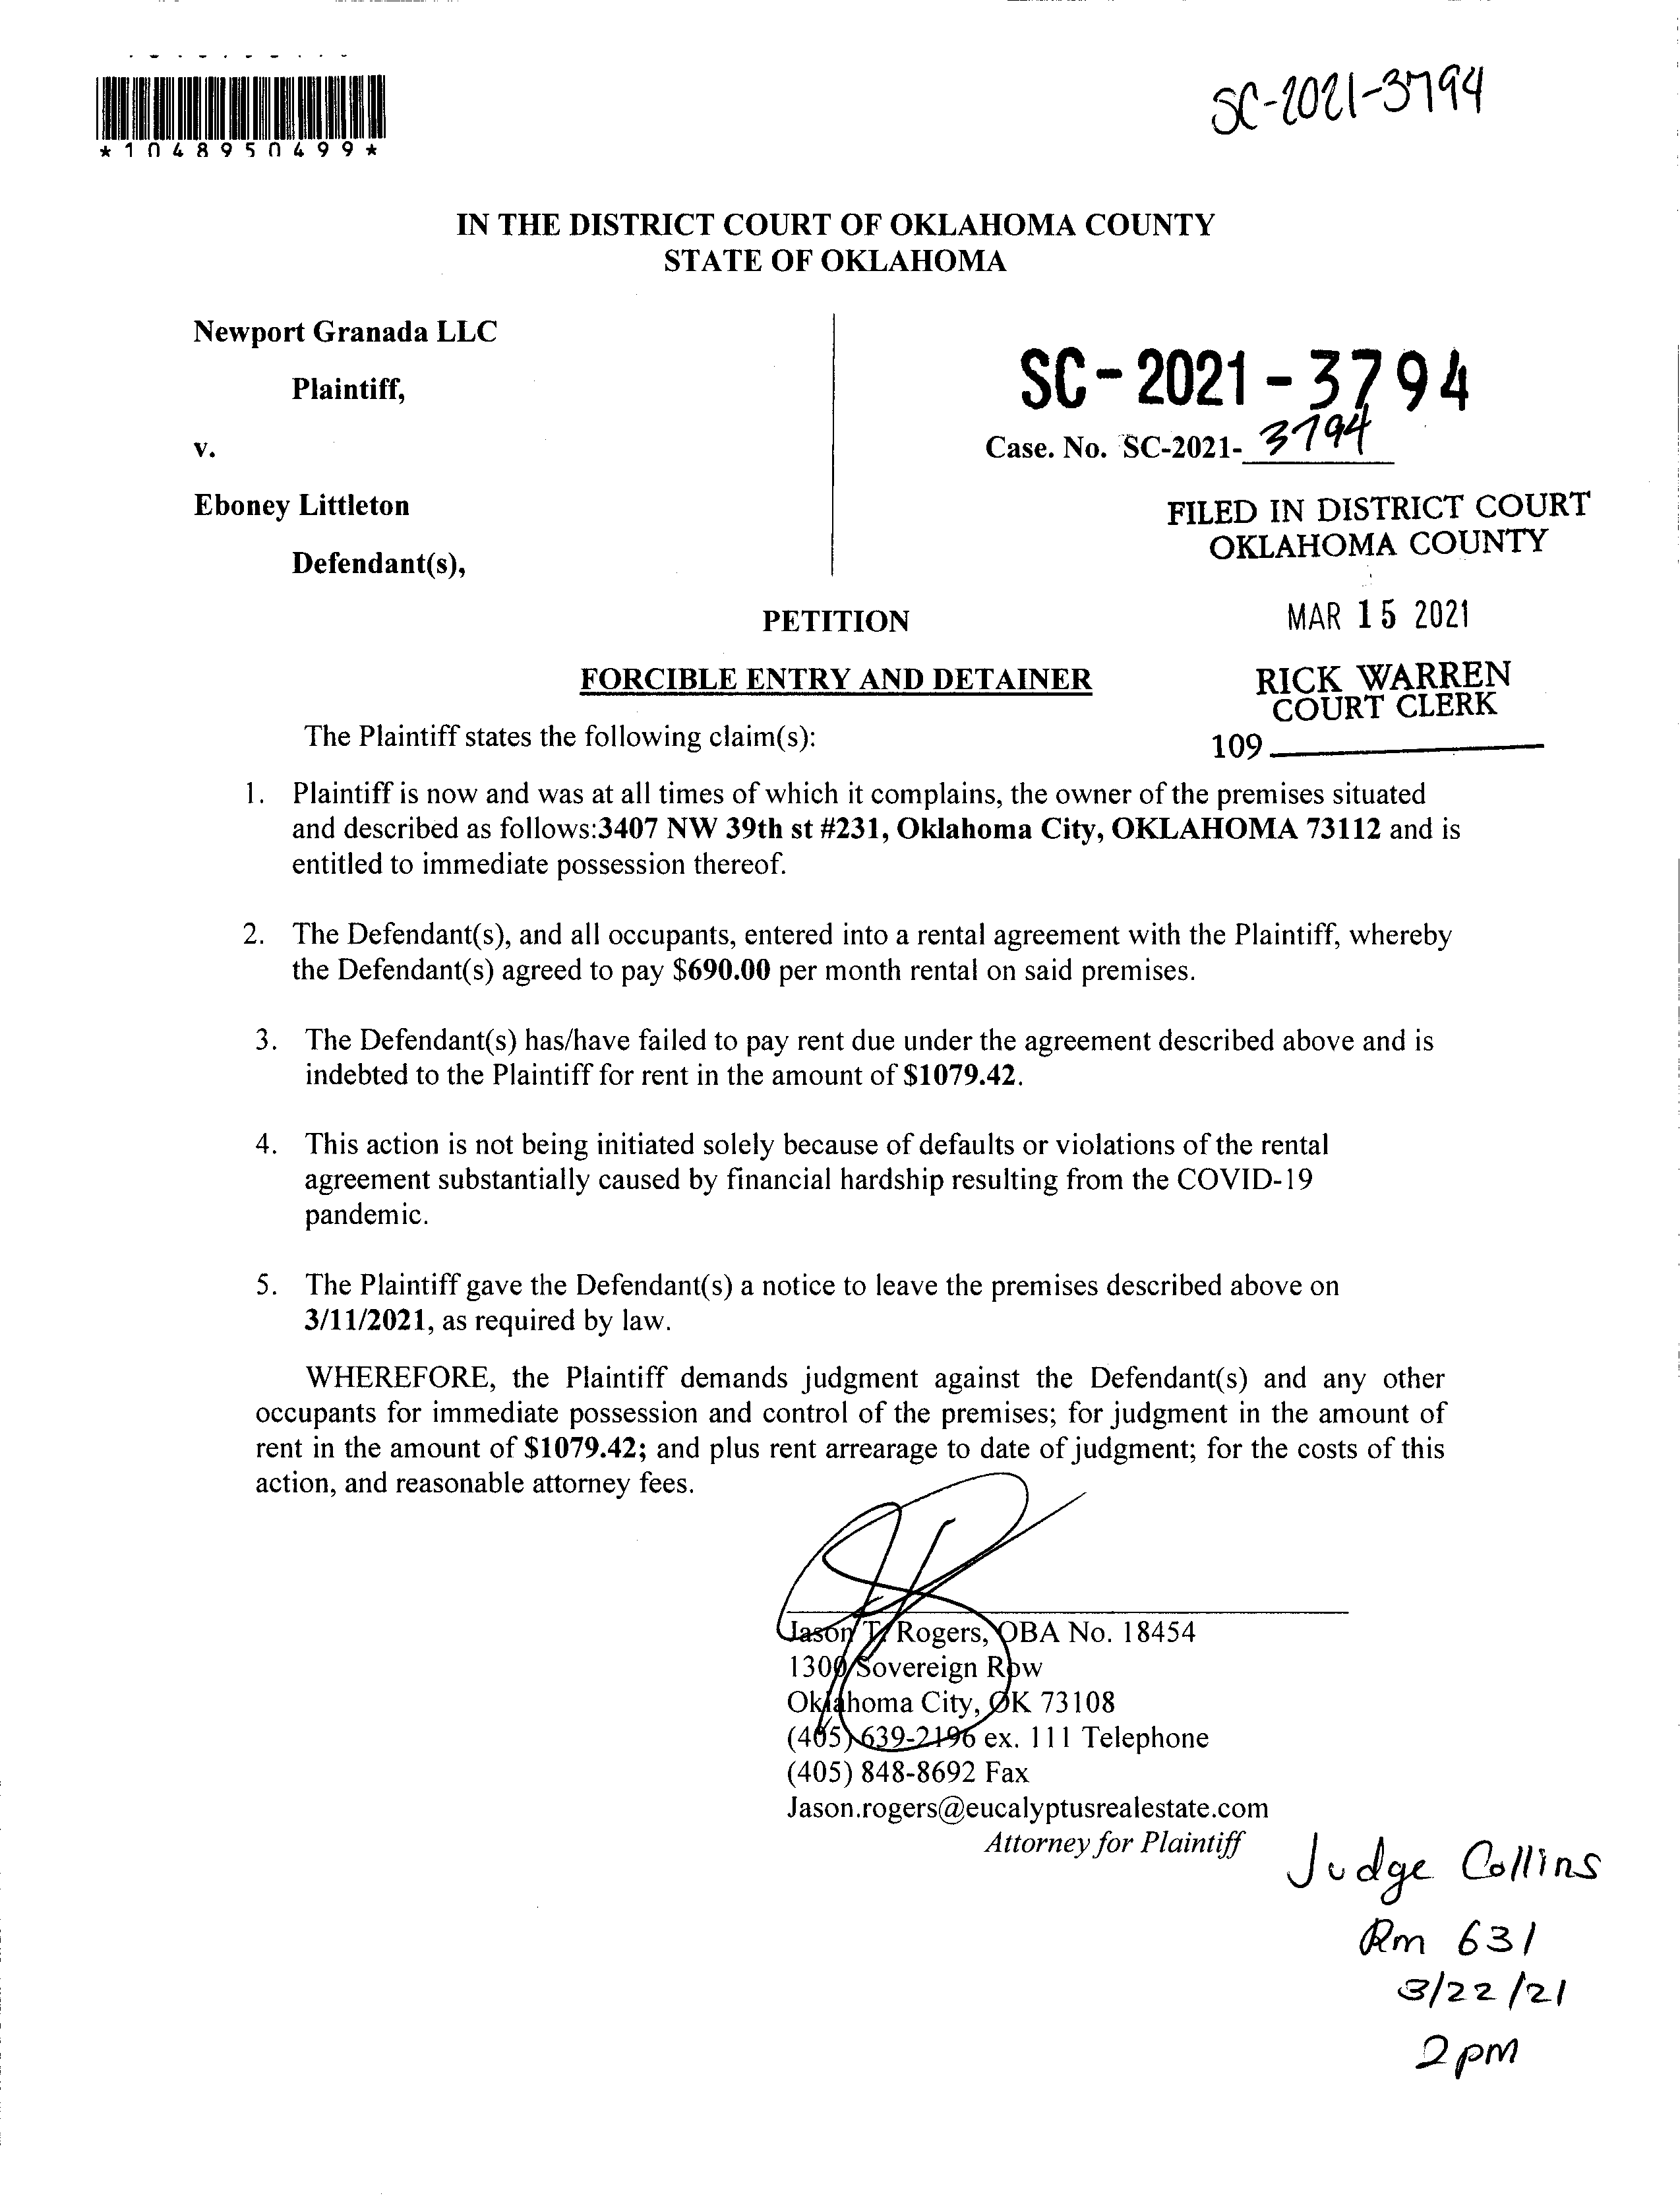 SC-2021-3794
*1048950499*
IN THE DISTRICT COURT OF OKLAHOMA COUNTY
STATE OF OKLAHOMA
Newport Granada LLC
Plaintiff,
v.
Eboney Littleton
Defendant(s),
SC-2021-3794
Case. No. SC-2021-3794
FILED IN DISTRICT COURT
OKLAHOMA COUNTY
MAR 15 2021
RICK WARREN
COURT CLERK
109
PETITION
FORCIBLE ENTRY AND DETAINER
The Plaintiff states the following claim(s):
1. Plaintiff is now and was at all times of which it complains, the owner of the premises situated
and described as follows:3407 NW 39th st #231, Oklahoma City, OKLAHOMA 73112 and is
entitled to immediate possession thereof.
2. The Defendant(s), and all occupants, entered into a rental agreement with the Plaintiff, whereby
the Defendant(s) agreed to pay $690.00 per month rental on said premises.
3. The Defendant(s) has/have failed to pay rent due under the agreement described above and is
indebted to the Plaintiff for rent in the amount of $1079.42.
4. This action is not being initiated solely because of defaults or violations of the rental
agreement substantially caused by financial hardship resulting from the COVID-19
pandemic.
5. The Plaintiff gave the Defendant(s) a notice to leave the premises described above on
3/11/2021, as required by law.
WHEREFORE, the Plaintiff demands judgment against the Defendant(s) and any other
occupants for immediate possession and control of the premises; for judgment in the amount of
rent in the amount of $1079.42; and plus rent arrearage to date of judgment; for the costs of this
action, and reasonable attorney fees.
Jason T. Rogers, OBA No. 18454
1300 Sovereign Row
Oklahoma City, OK 73108
(405) 639-2196 ex. 111 Telephone
(405) 848-8692 Fax
Jason.rogers@eucalyptusrealestate.com
Attorney for Plaintiff
Judge Collins
Rm 631
3/22/21
2pm